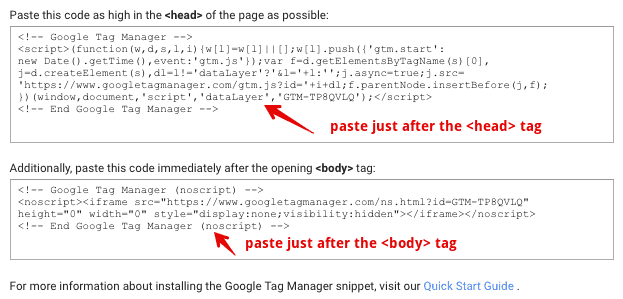 Paste this code as high in the <head> of the page as possible:
<!-- Google Tag Manager -->
<script>(function(w,d,s,l,i){w[l]=w[l]||[];w[l].push({'gtm.start':
new Date().getTime(),event:'gtm.js'});var f=d.getElementsByTagName(s)[0],
j=d.createElement(s),dl=l!='dataLayer'?'&l='+l:'';j.async=true;j.src=
'https://www.googletagmanager.com/gtm.js?id='+i+dl;f.parentNode.insertBefore(j,f);
})(window,document,'script','dataLayer','GTM-TP8QVLQ');</script>
<!-- End Google Tag Manager -->
paste just after the <head> tag
Additionally, paste this code immediately after the opening <body> tag:
<!-- Google Tag Manager (noscript) -->
<noscript><iframe src="https://www.googletagmanager.com/ns.html?id=GTM-TP8QVLQ"
height="0" width="0" style="display:none;visibility:hidden"></iframe></noscript>
<!-- End Google Tag Manager (noscript) -->
paste just after the <body> tag
For more information about installing the Google Tag Manager snippet, visit our Quick Start Guide .